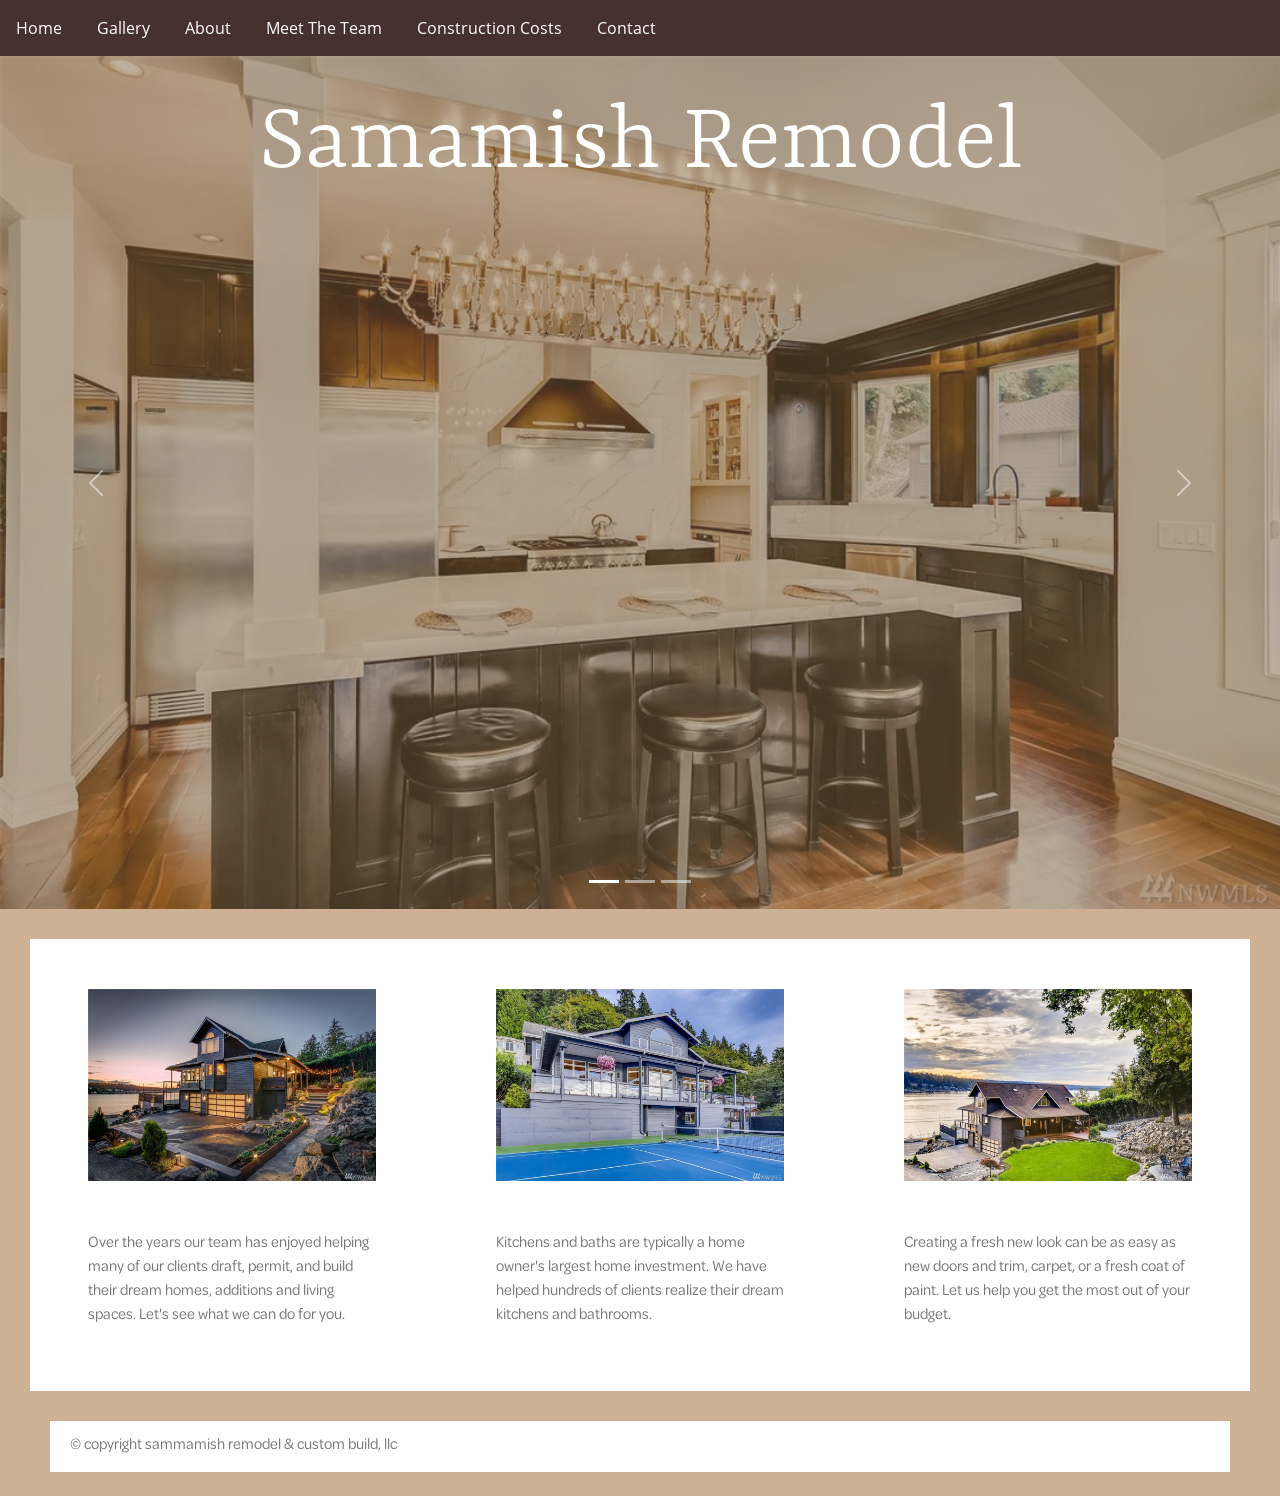 Home Gallery About Meet The Team Construction Costs Contact
Samamish Remodel
NWMLS
Over the years our team has enjoyed helping
many of our clients draft, permit, and build
their dream homes, additions and living
spaces. Let's see what we can do for you.
Kitchens and baths are typically a home
owner's largest home investment. We have
helped hundreds of clients realize their dream
kitchens and bathrooms.
Creating a fresh new look can be as easy as
new doors and trim, carpet, or a fresh coat of
paint. Let us help you get the most out of your
budget.
© copyright sammamish remodel & custom build, llc